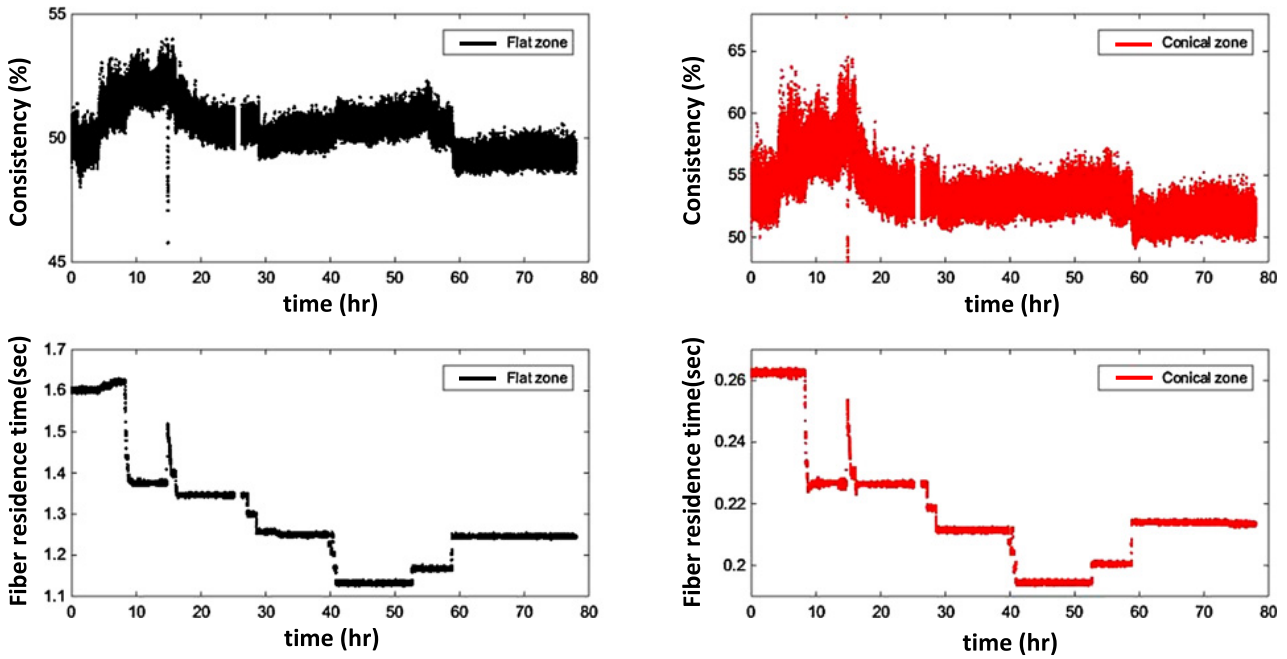 Consistency (%)
55
50
45
Flat zone
0 10 20 30 40 50 60 70 80
time (hr)
Consistency (%)
65
60
55
50
Conical zone
0 10 20 30 40 50 60 70 80
time (hr)
Fiber residence time(sec)
1.7
1.6
1.5
1.4
1.3
1.2
1.1
Flat zone
0 10 20 30 40 50 60 70 80
time (hr)
Fiber residence time(sec)
0.26
0.24
0.22
0.2
Conical zone
0 10 20 30 40 50 60 70 80
time (hr)